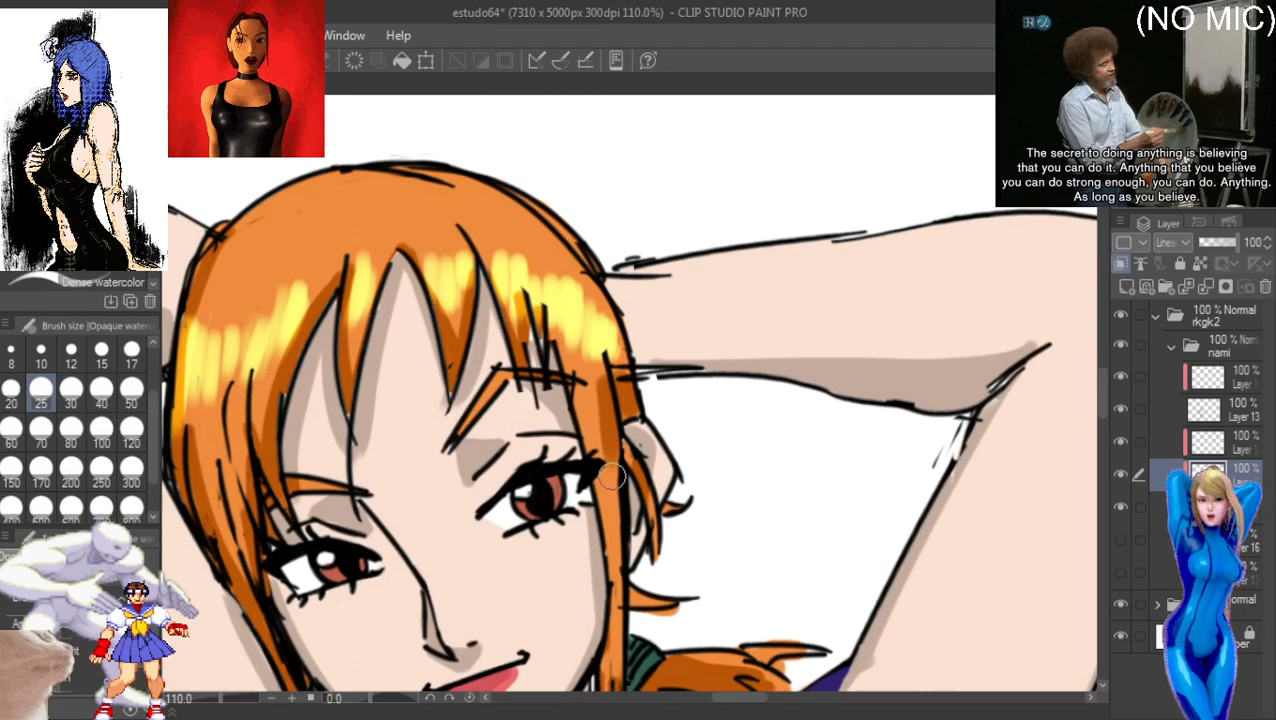 estudo64* (7310 x 5000px 300dpi 110.0%) - CLIP STUDIO PAINT PRO
(NO MIC)
Window Help
The secret to doing anything is believing
that you can do it. Anything that you believe
you can do strong enough, you can do. Anything.
As long as you believe.
Layer
100
Dense watercolor
Brush size [Opaque
8 10 12 15 17
20 25 30 40 50
60 70 80 100 120
150 170 200 250 300
100 % Normal
rkgk2
100 %
nami
100 %
Layer
100 %
Layer 13
100 %
Layer
100 %
110.0
0.0